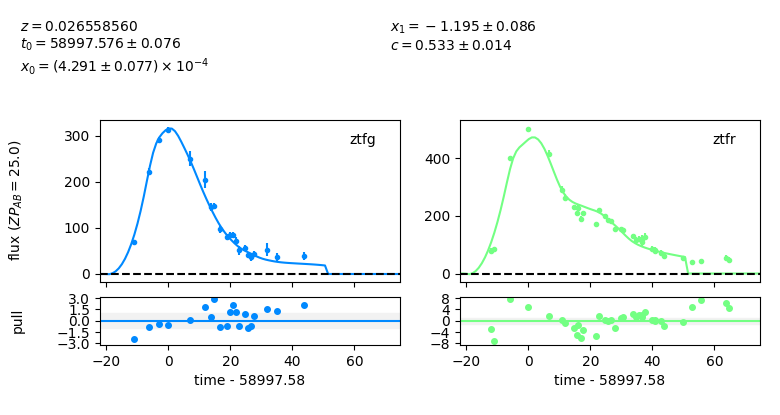 z = 0.026558560
t₀ = 58997.576 ± 0.076
x₀ = (4.291 ± 0.077) × 10⁻⁴
x₁ = −1.195 ± 0.086
c = 0.533 ± 0.014
flux (ZP_AB = 25.0)
300
200
100
0
ztfg
400
200
0
ztfr
pull
3.0
1.5
0.0
−1.5
−3.0
8
4
0
−4
−8
−20 0 20 40 60
time - 58997.58
−20 0 20 40 60
time - 58997.58